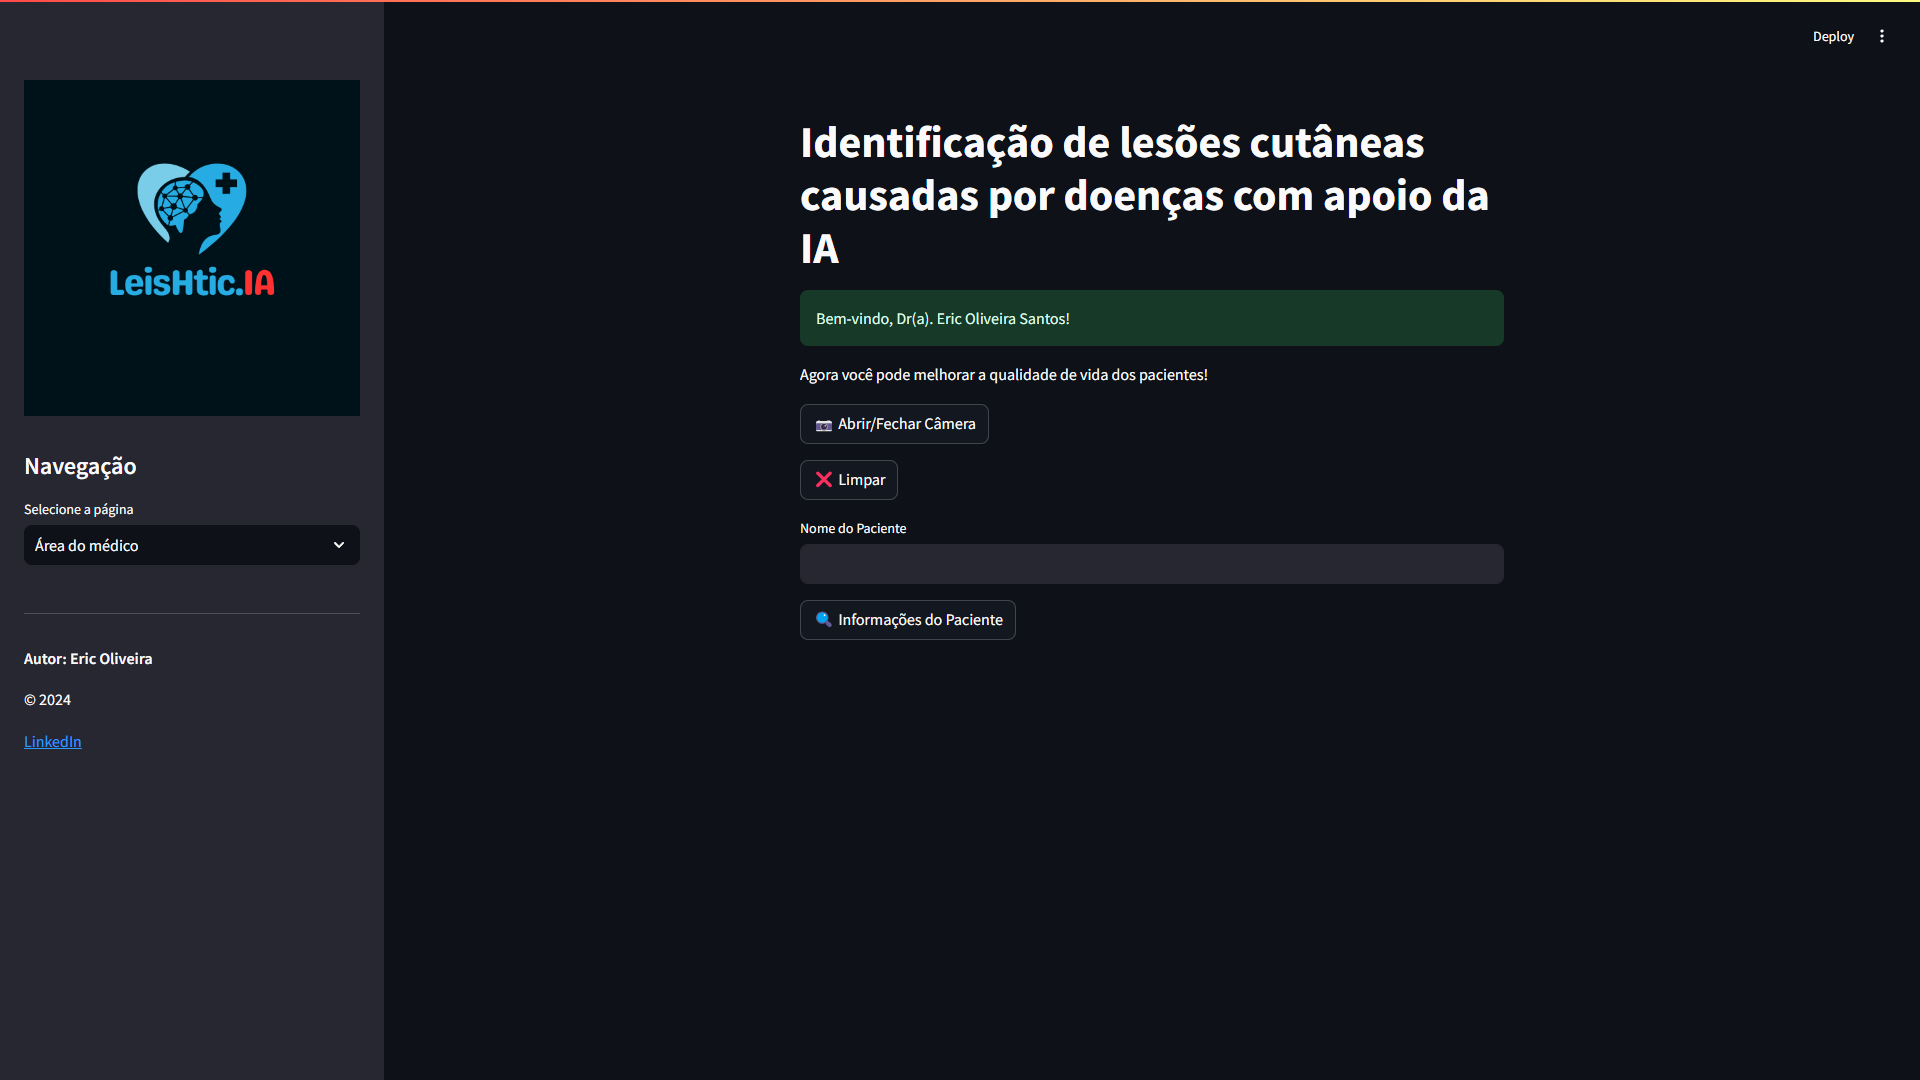 Deploy
LeisHtic.IA
Navegação
Selecione a página
Área do médico
Autor: Eric Oliveira
© 2024
LinkedIn
Identificação de lesões cutâneas
causadas por doenças com apoio da
IA
Bem-vindo, Dr(a). Eric Oliveira Santos!
Agora você pode melhorar a qualidade de vida dos pacientes!
📷 Abrir/Fechar Câmera
❌ Limpar
Nome do Paciente
🔍 Informações do Paciente